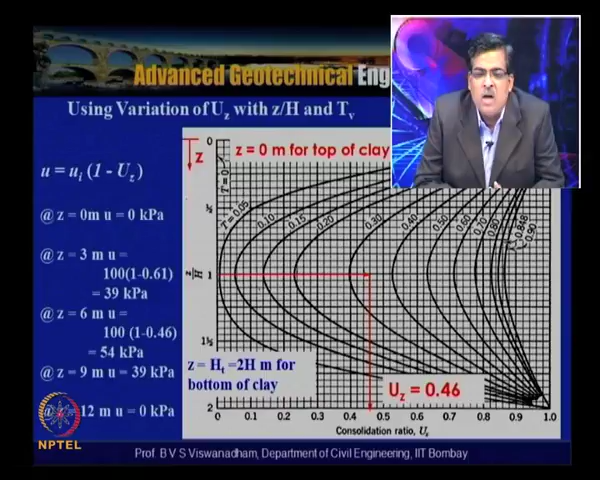 Advanced Geotechnical Eng
Using Variation of Uz with z/H and Tv
u = ui (1 - Uz)
@ z = 0m u = 0 kPa
@ z = 3 m u =
100(1-0.61)
= 39 kPa
@ z = 6 m u =
100 (1-0.46)
= 54 kPa
@ z = 9 m u = 39 kPa
12 m u = 0 kPa
NPTEL
z = 0 m for top of clay
z
0
½
z/H
1
1½
2
T = 0
T = 0.05
0.10
0.15
0.20
0.30
0.40
0.50
0.60
0.70
0.80
0.848
0.90
z = Ht =2H m for
bottom of clay
Uz = 0.46
0 0.1 0.2 0.3 0.4 0.5 0.6 0.7 0.8 0.9 1.0
Consolidation ratio, Uz
Prof. B V S Viswanadham, Department of Civil Engineering, IIT Bombay